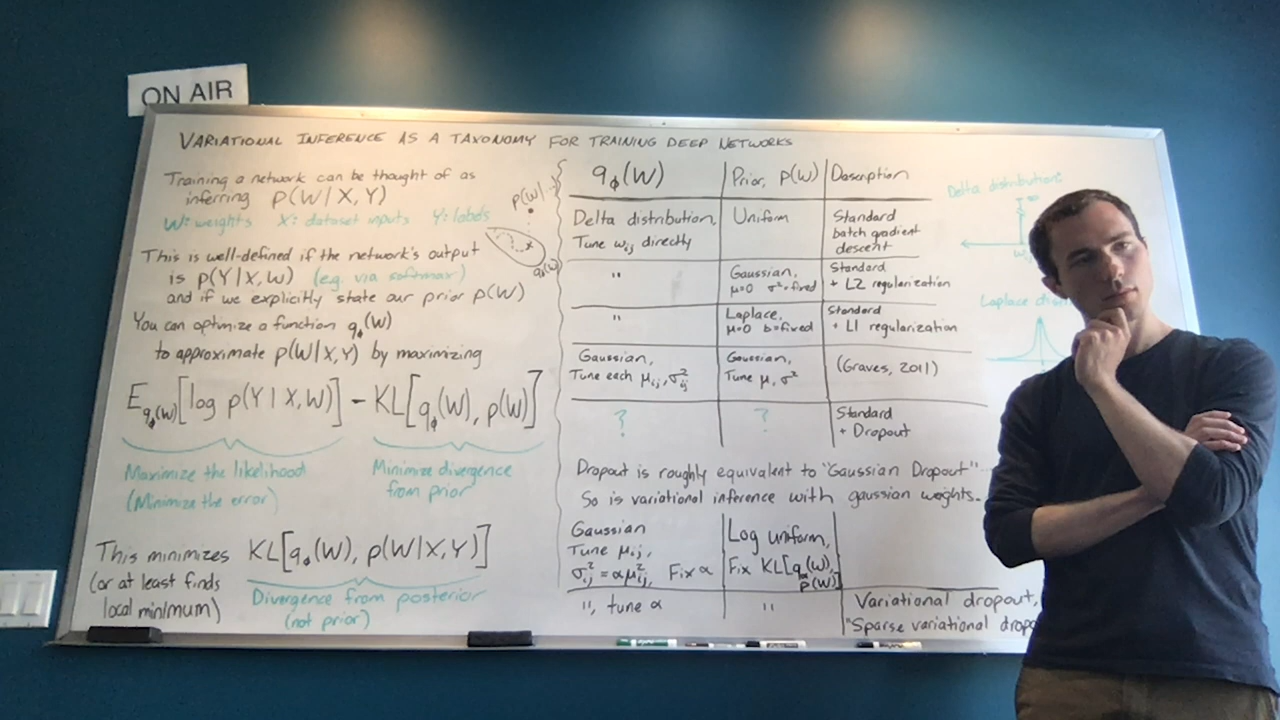 ON AIR
VARIATIONAL INFERENCE AS A TAXONOMY FOR TRAINING DEEP NETWORKS
Training a network can be thought of as
inferring p(W|X,Y)
W: weights X: dataset inputs Y: labels
This is well-defined if the network's output
is p(Y|X,W) (e.g. via softmax)
and if we explicitly state our prior p(W)
You can optimize a function qϕ(W)
to approximate p(W|X,Y) by maximizing
E qϕ(W) [log p(Y|X,W)] - KL[qϕ(W), p(W)]
Maximize the likelihood
(Minimize the error)
Minimize divergence
from prior
This minimizes KL[qϕ(W), p(W|X,Y)]
(or at least finds
local minimum)
Divergence from posterior
(not prior)
p(W|...
qϕ(W)
qϕ(W) Prior, p(W) Description
Delta distribution, Uniform Standard
Tune wij directly batch gradient
descent
" Gaussian, Standard
μ=0 σ²=fixed + L2 regularization
" Laplace, Standard
μ=0 b=fixed + L1 regularization
Gaussian, Gaussian, (Graves, 2011)
Tune each μij, σ²ij Tune μ, σ²
? ? Standard
+ Dropout
Dropout is roughly equivalent to "Gaussian Dropout"...
So is variational inference with gaussian weights.
Gaussian Log uniform,
Tune μij,
σ²ij = αμ²ij, Fix α Fix KL[qϕ(W), p(W)]
", tune α " Variational dropout,
"Sparse variational
Delta distribution:
Laplace